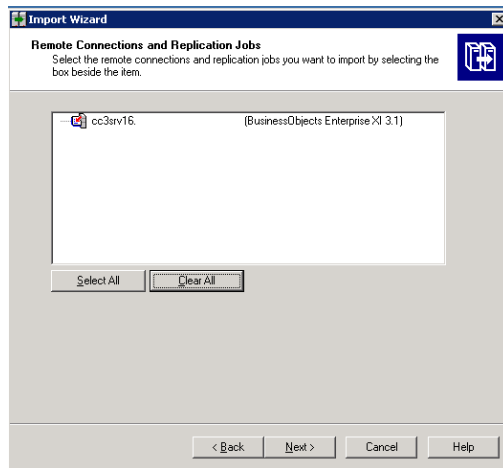 Import Wizard
Remote Connections and Replication Jobs
Select the remote connections and replication jobs you want to import by selecting the
box beside the item.
cc3srv16. (BusinessObjects Enterprise XI 3.1)
Select All Clear All
< Back Next > Cancel Help